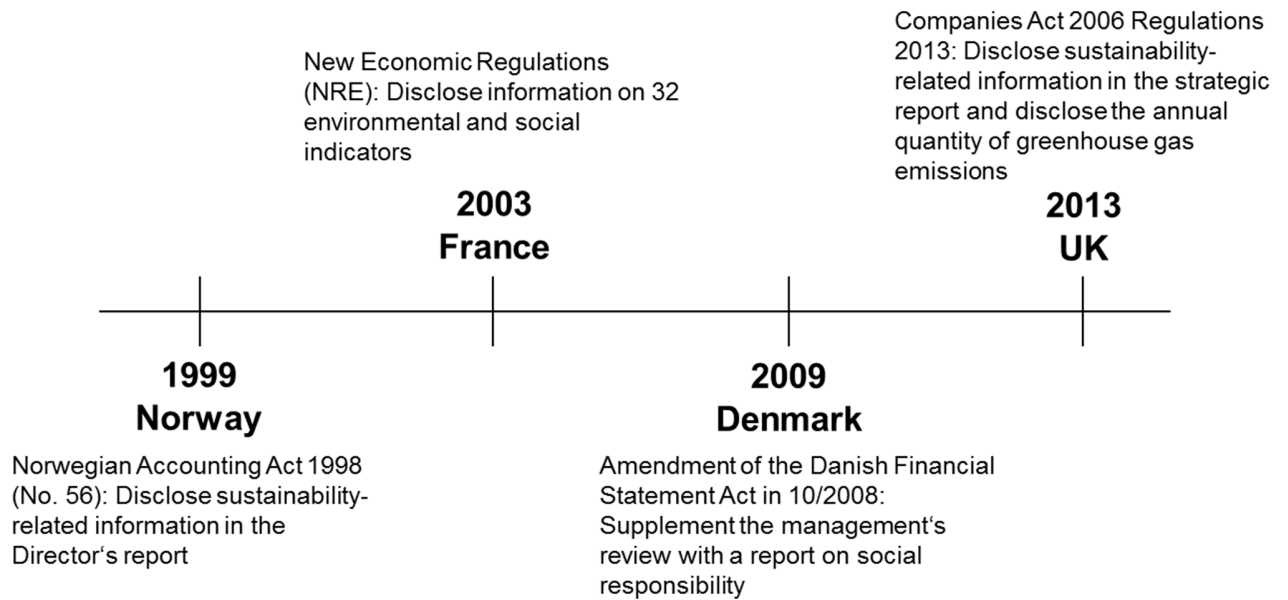 Companies Act 2006 Regulations
2013: Disclose sustainability-
related information in the strategic
report and disclose the annual
quantity of greenhouse gas
emissions
2013
UK
New Economic Regulations
(NRE): Disclose information on 32
environmental and social
indicators
2003
France
1999
Norway
Norwegian Accounting Act 1998
(No. 56): Disclose sustainability-
related information in the
Director‘s report
2009
Denmark
Amendment of the Danish Financial
Statement Act in 10/2008:
Supplement the management‘s
review with a report on social
responsibility